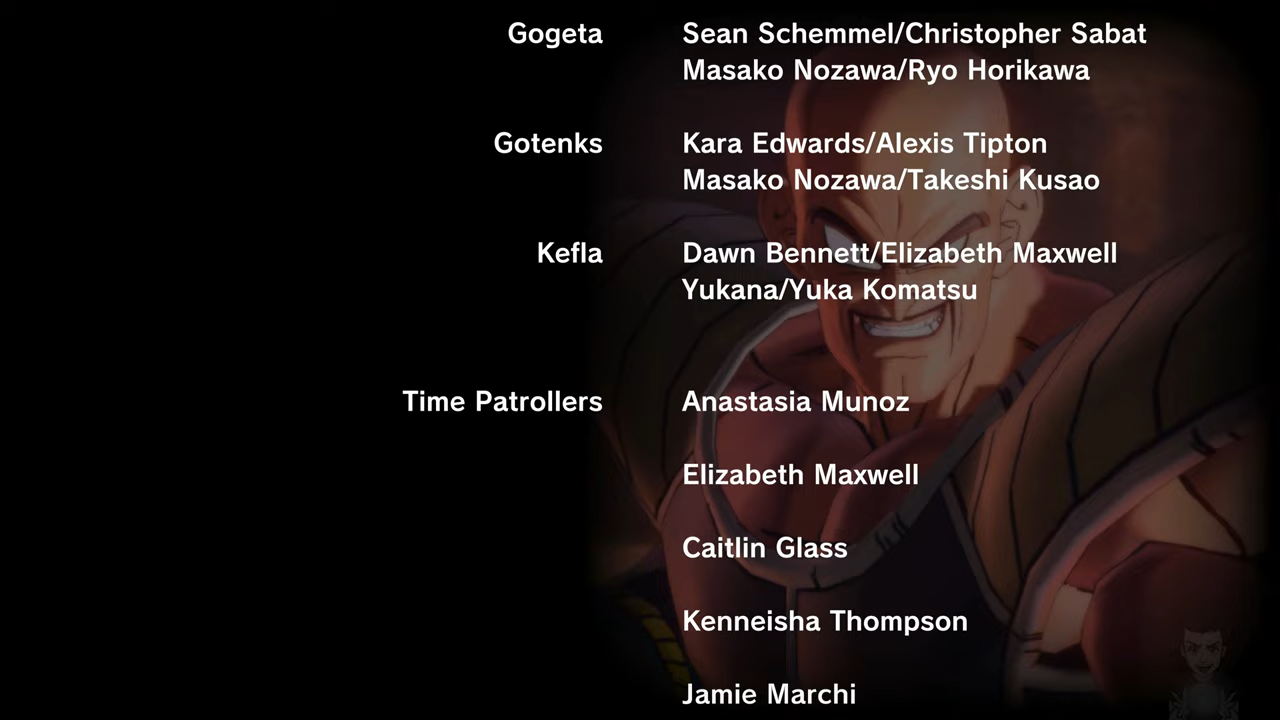 Gogeta Sean Schemmel/Christopher Sabat
Masako Nozawa/Ryo Horikawa
Gotenks Kara Edwards/Alexis Tipton
Masako Nozawa/Takeshi Kusao
Kefla Dawn Bennett/Elizabeth Maxwell
Yukana/Yuka Komatsu
Time Patrollers Anastasia Munoz
Elizabeth Maxwell
Caitlin Glass
Kenneisha Thompson
Jamie Marchi